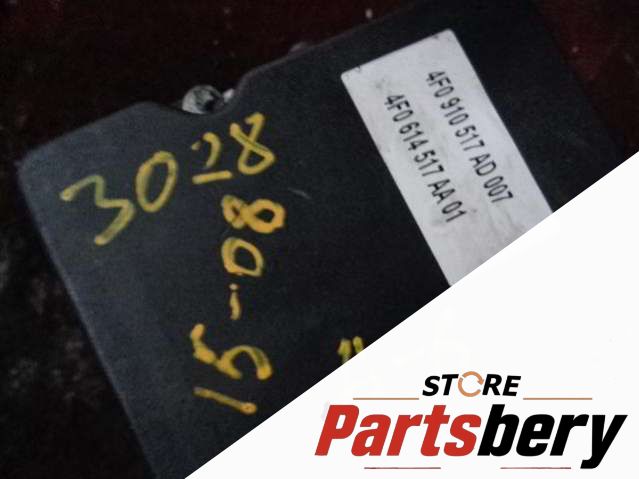 4F0 910 517 AD 007
4F0 614 517 AA 01
3028
15-08
STORE
Partsbery